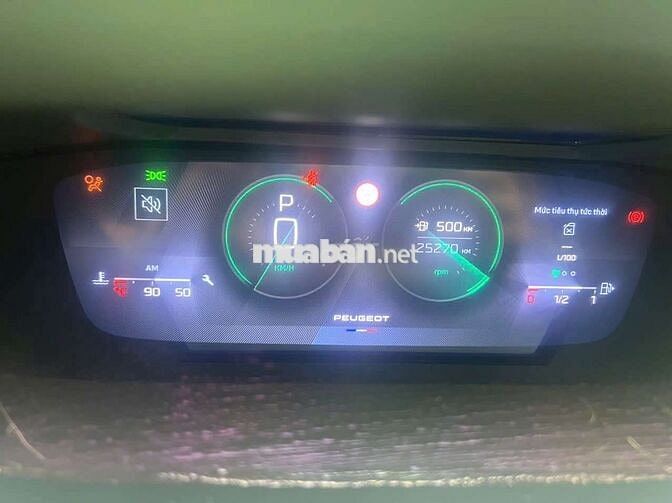 P
0
KM/H
500 KM
25270 KM
rpm
Mức tiêu thụ tức thời
L/100
AM
90 50
0 1/2 1
PEUGEOT
muaban.net